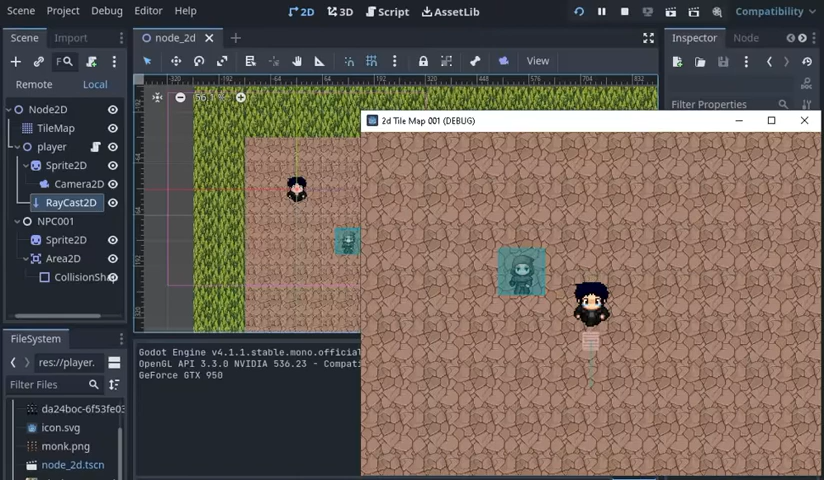 Scene Project Debug Editor Help 2D 3D Script AssetLib Compatibility
Scene Import
node_2d
Inspector Node
View
Remote Local
Filter Properties
Node2D
TileMap
player
Sprite2D
Camera2D
RayCast2D
NPC001
Sprite2D
Area2D
CollisionSha
2d Tile Map 001 (DEBUG)
FileSystem
res://player.
Filter Files
da24boc-6f53fe03
icon.svg
monk.png
node_2d.tscn
Godot Engine v4.1.1.stable.mono.official
OpenGL API 3.3.0 NVIDIA 536.23 - Compat
GeForce GTX 950